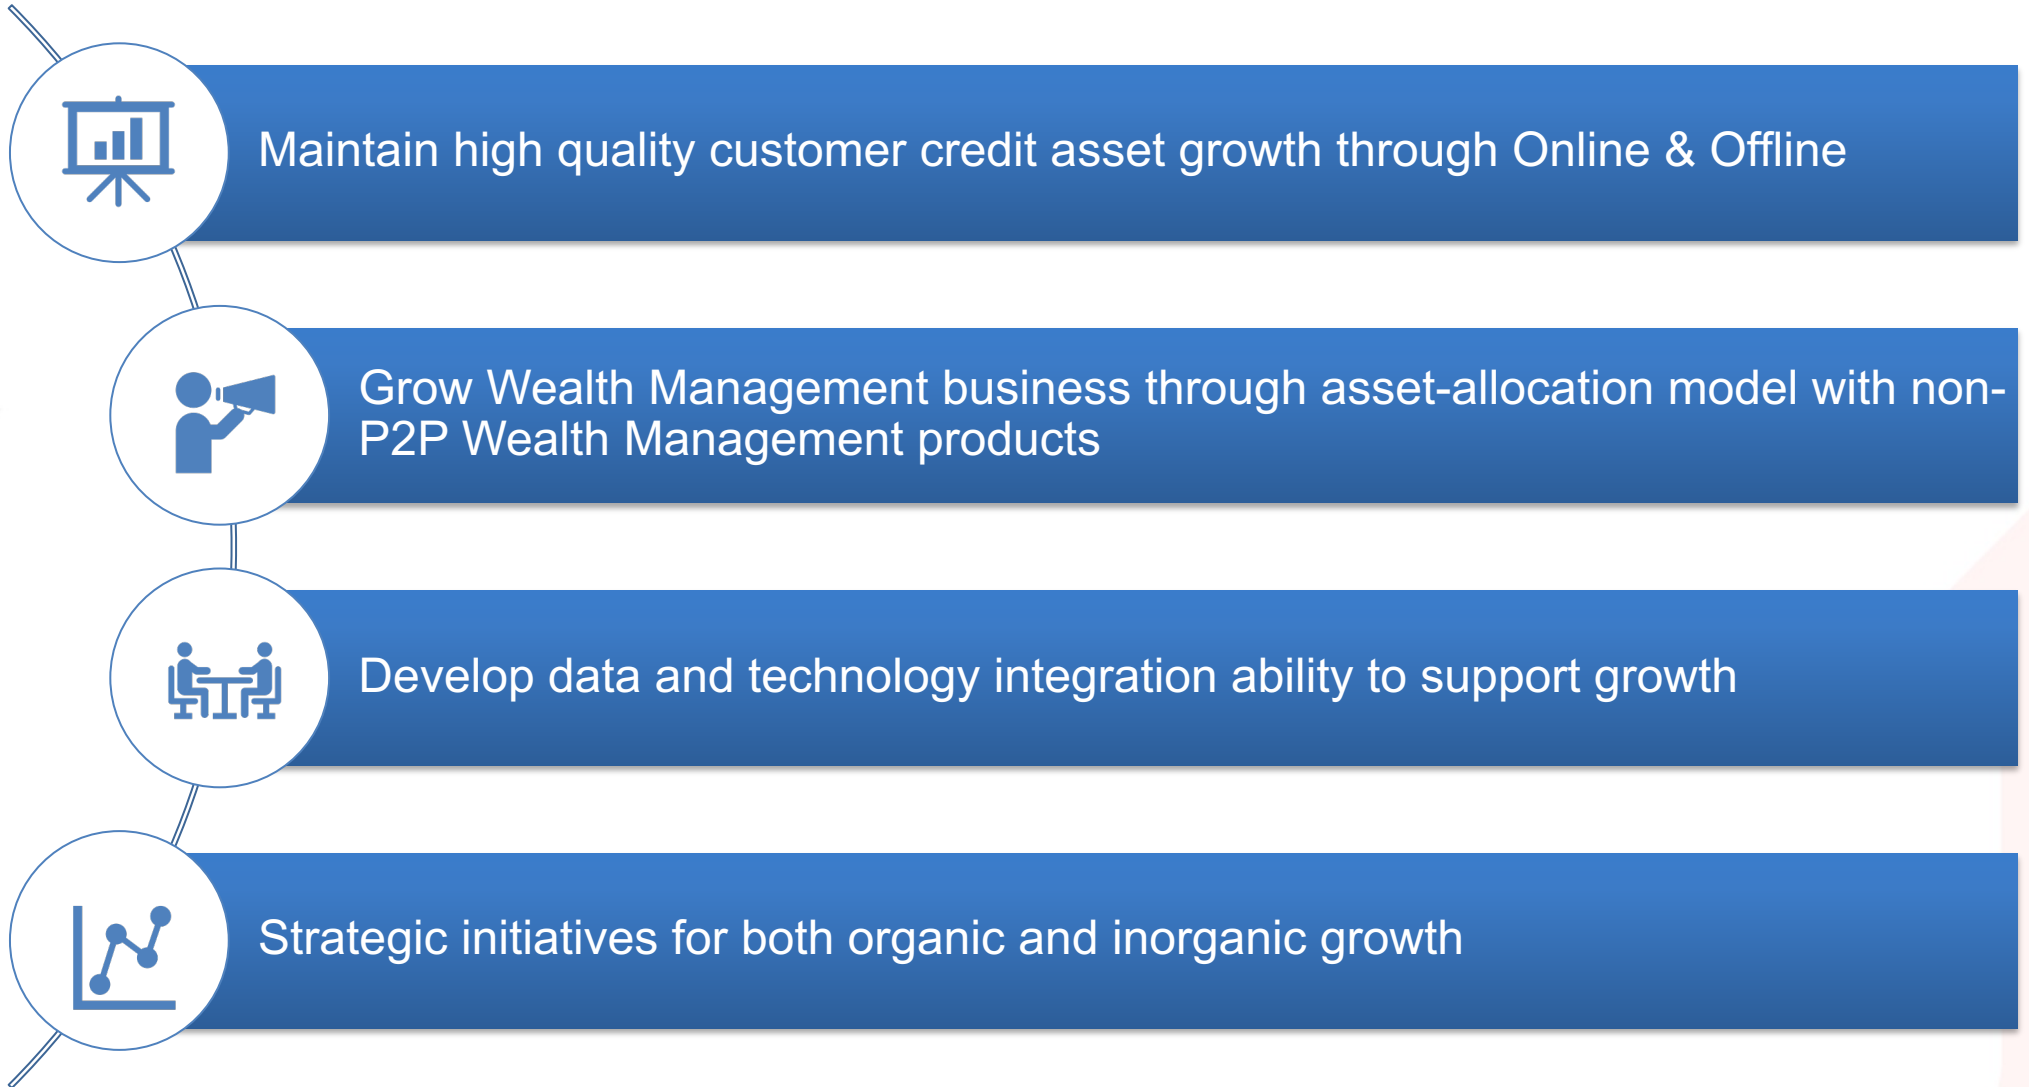 Maintain high quality customer credit asset growth through Online & Offline
Grow Wealth Management business through asset-allocation model with non-
P2P Wealth Management products
Develop data and technology integration ability to support growth
Strategic initiatives for both organic and inorganic growth